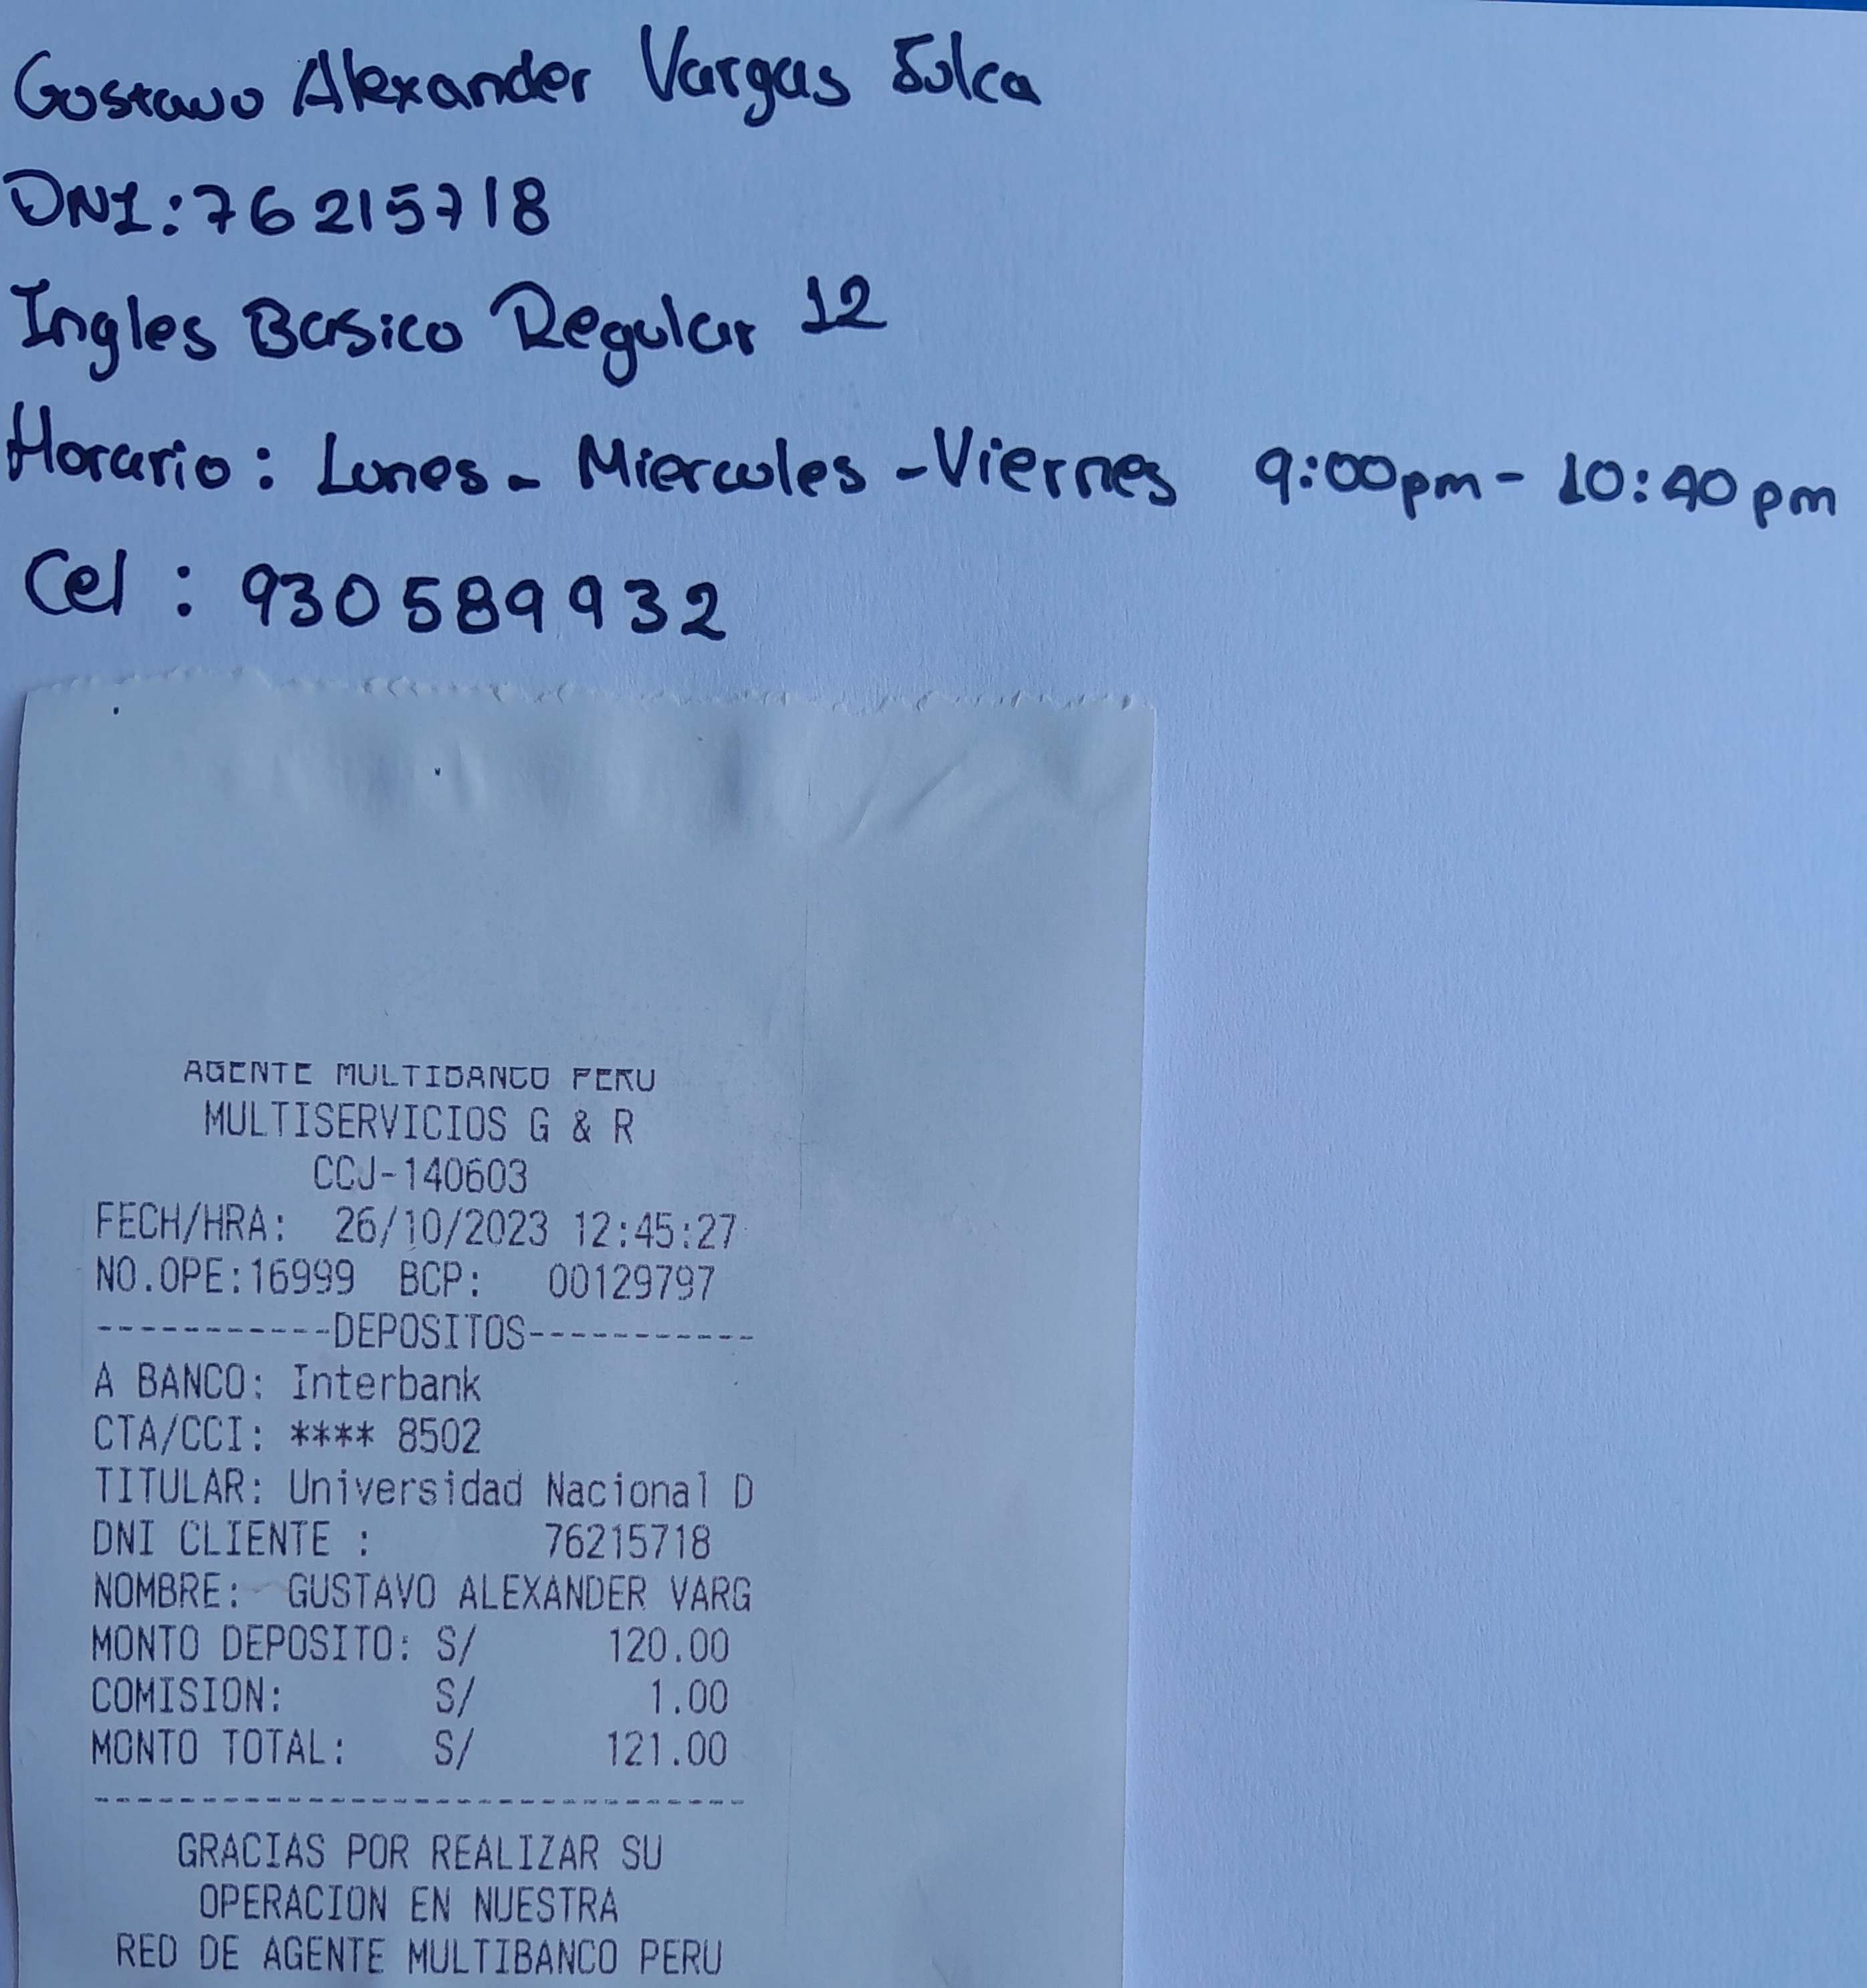 Gustavo Alexander Vargas Sulca
DNI: 76215718
Ingles Basico Regular 12
Horario: Lunes - Miercoles - Viernes 9:00pm - 10:40pm
Cel : 930589932
AGENTE MULTIBANCO PERU
MULTISERVICIOS G & R
CCJ-140603
FECH/HRA: 26/10/2023 12:45:27
NO.OPE:16999 BCP: 00129797
-----------DEPOSITOS-----------
A BANCO: Interbank
CTA/CCI: **** 8502
TITULAR: Universidad Nacional D
DNI CLIENTE : 76215718
NOMBRE: GUSTAVO ALEXANDER VARG
MONTO DEPOSITO: S/ 120.00
COMISION: S/ 1.00
MONTO TOTAL: S/ 121.00
-------------------------------
GRACIAS POR REALIZAR SU
OPERACION EN NUESTRA
RED DE AGENTE MULTIBANCO PERU